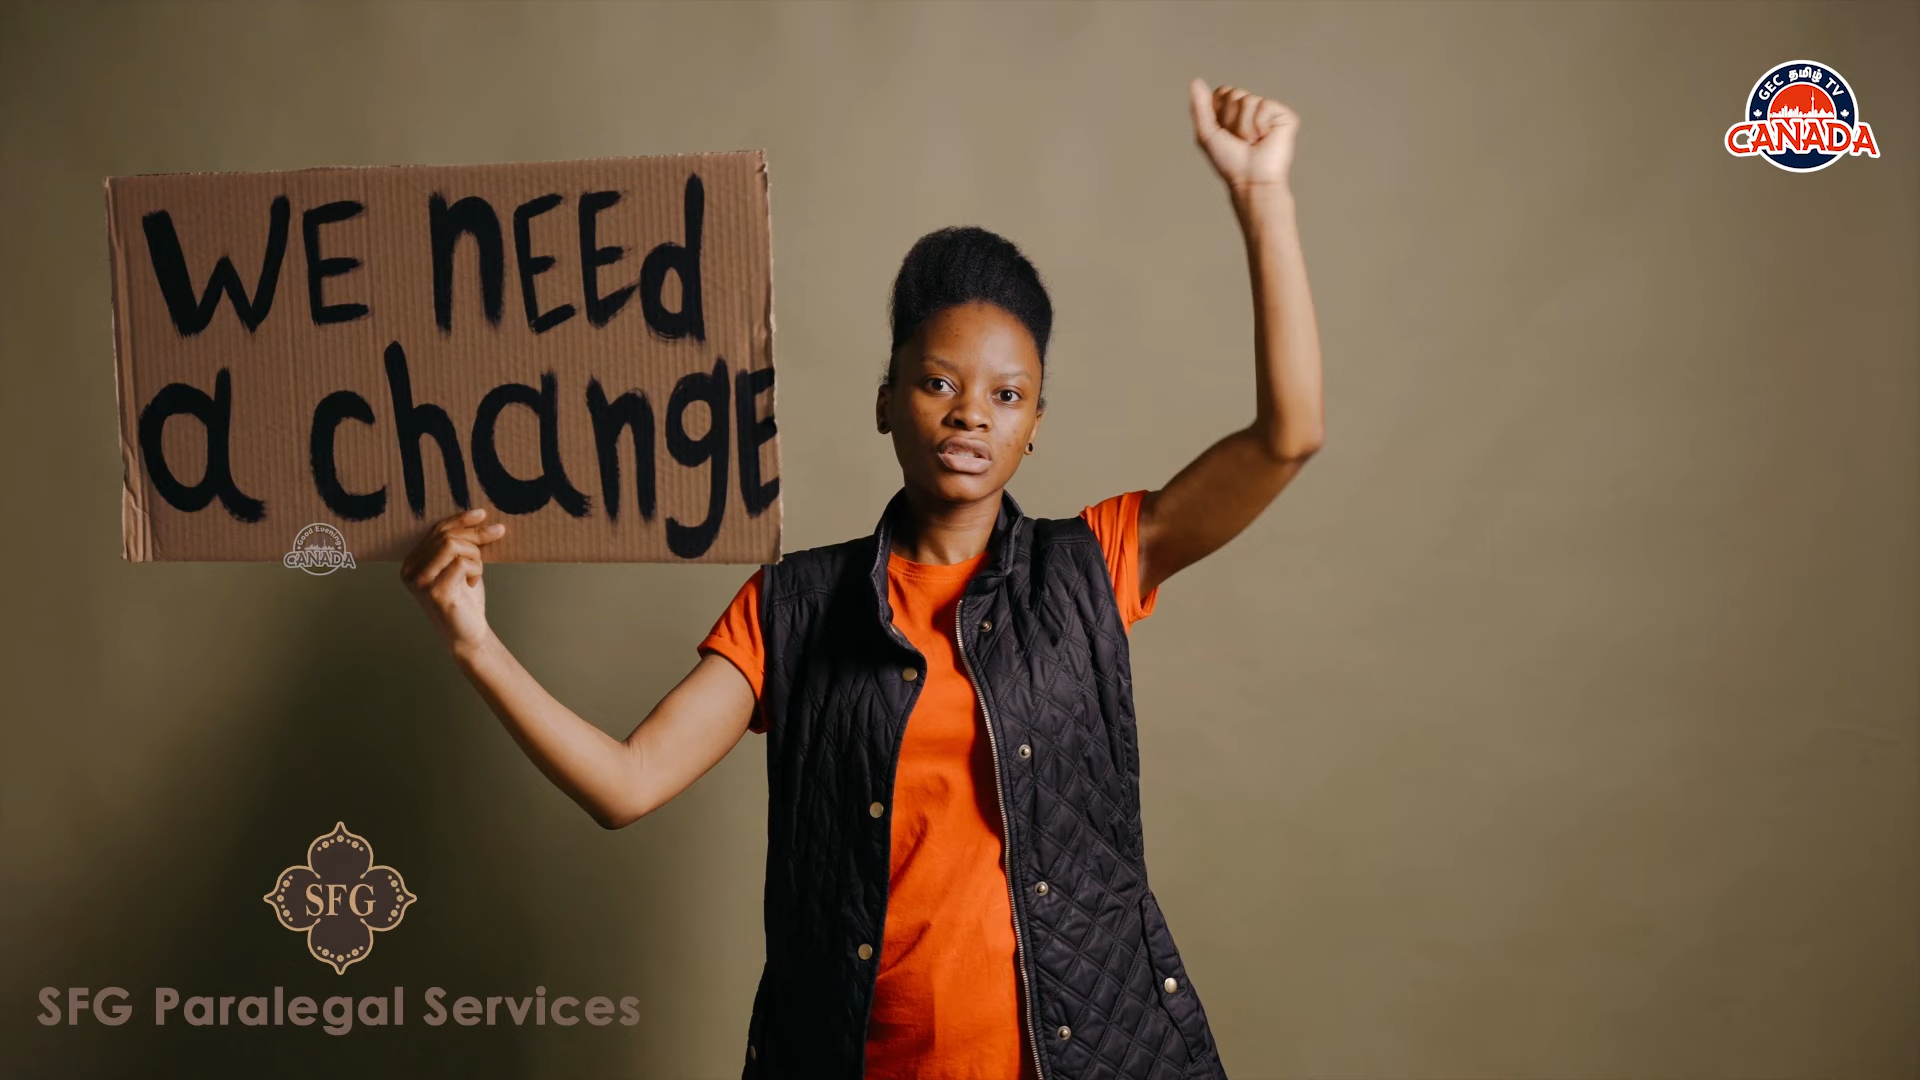 WE nEEd
a changE
GEC தமிழ் TV
CANADA
Good Evening
CANADA
SFG
SFG Paralegal Services